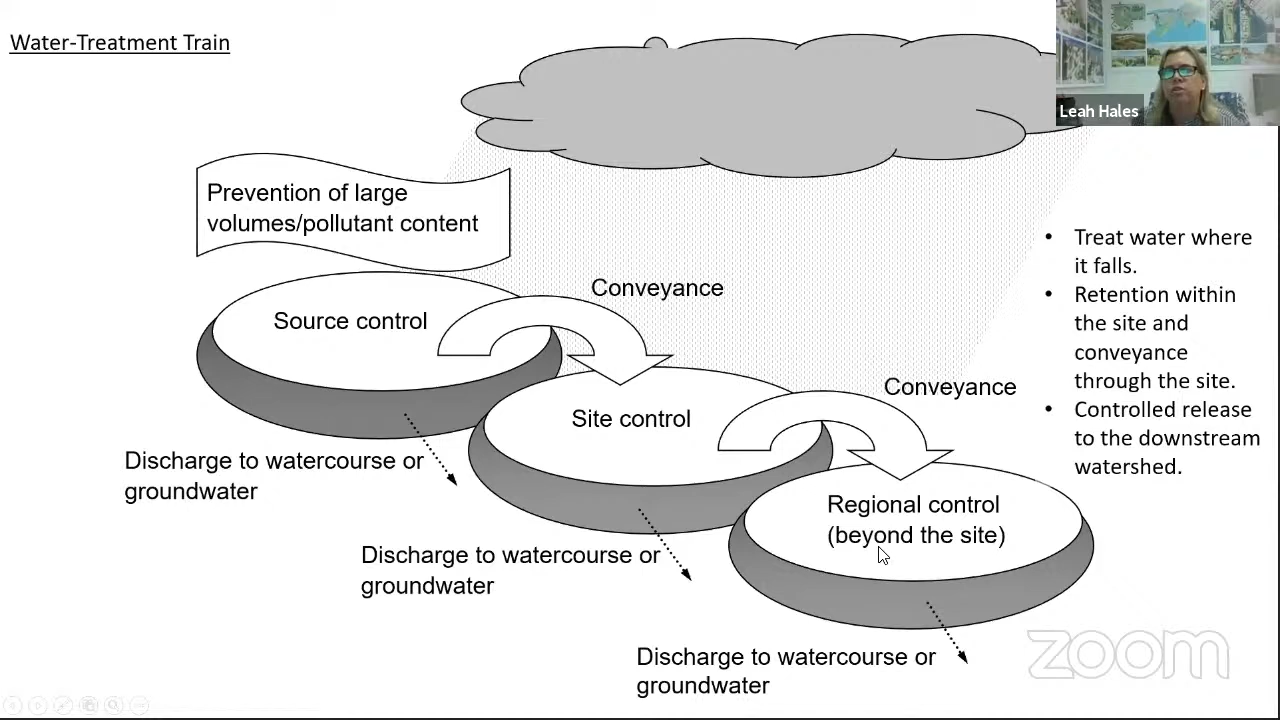 Water-Treatment Train
Leah Hales
Prevention of large
volumes/pollutant content
Conveyance
Source control
Conveyance
Site control
Discharge to watercourse or
groundwater
Regional control
(beyond the site)
Discharge to watercourse or
groundwater
Discharge to watercourse or
groundwater
• Treat water where
it falls.
• Retention within
the site and
conveyance
through the site.
• Controlled release
to the downstream
watershed.
zoom